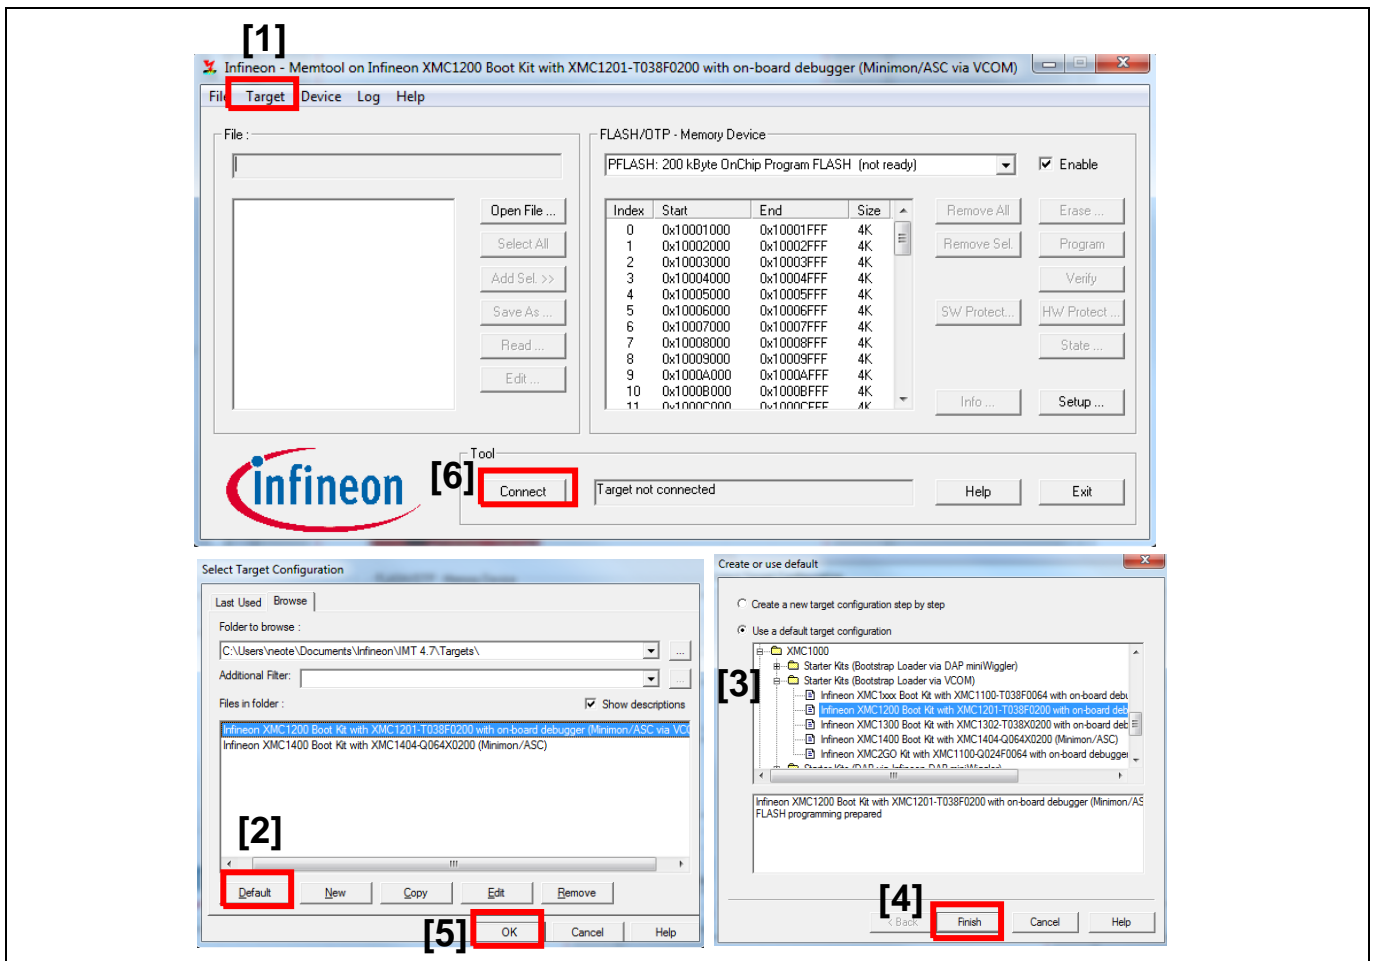 [1]
Infineon - Memtool on Infineon XMC1200 Boot Kit with XMC1201-T038F0200 with on-board debugger (Minimon/ASC via VCOM)
File Target Device Log Help
File :
FLASH/OTP - Memory Device
PFLASH: 200 kByte OnChip Program FLASH (not ready)
Enable
Open File ...
Select All
Add Sel. >>
Save As ...
Read ...
Edit ...
Index Start End Size
0 0x10001000 0x10001FFF 4K
1 0x10002000 0x10002FFF 4K
2 0x10003000 0x10003FFF 4K
3 0x10004000 0x10004FFF 4K
4 0x10005000 0x10005FFF 4K
5 0x10006000 0x10006FFF 4K
6 0x10007000 0x10007FFF 4K
7 0x10008000 0x10008FFF 4K
8 0x10009000 0x10009FFF 4K
9 0x1000A000 0x1000AFFF 4K
10 0x1000B000 0x1000BFFF 4K
11 0x1000C000 0x1000CFFF 4K
Remove All
Erase ...
Remove Sel.
Program
Verify
SW Protect...
HW Protect ...
State ...
Info ...
Setup ...
infineon
Tool
[6]
Connect
Target not connected
Help
Exit
Select Target Configuration
Last Used Browse
Folder to browse :
C:\Users\neote\Documents\Infineon\IMT 4.7\Targets\
...
Additional Filter:
...
Files in folder :
Show descriptions
Infineon XMC1200 Boot Kit with XMC1201-T038F0200 with on-board debugger (Minimon/ASC via VCO
Infineon XMC1400 Boot Kit with XMC1404-Q064X0200 (Minimon/ASC)
[2]
Default New Copy Edit Remove
[5]
OK Cancel Help
Create or use default
Create a new target configuration step by step
Use a default target configuration
[3]
XMC1000
Starter Kits (Bootstrap Loader via DAP miniWiggler)
Starter Kits (Bootstrap Loader via VCOM)
Infineon XMC1xxx Boot Kit with XMC1100-T038F0064 with on-board debu
Infineon XMC1200 Boot Kit with XMC1201-T038F0200 with on-board deb
Infineon XMC1300 Boot Kit with XMC1302-T038X0200 with on-board deb
Infineon XMC1400 Boot Kit with XMC1404-Q064X0200 (Minimon/ASC)
Infineon XMC2GO Kit with XMC1100-Q024F0064 with on-board debugger
Starter Kits (DAP via Infineon DAP miniWiggler)
Infineon XMC1200 Boot Kit with XMC1201-T038F0200 with on-board debugger (Minimon/AS
FLASH programming prepared
[4]
< Back Finish Cancel Help